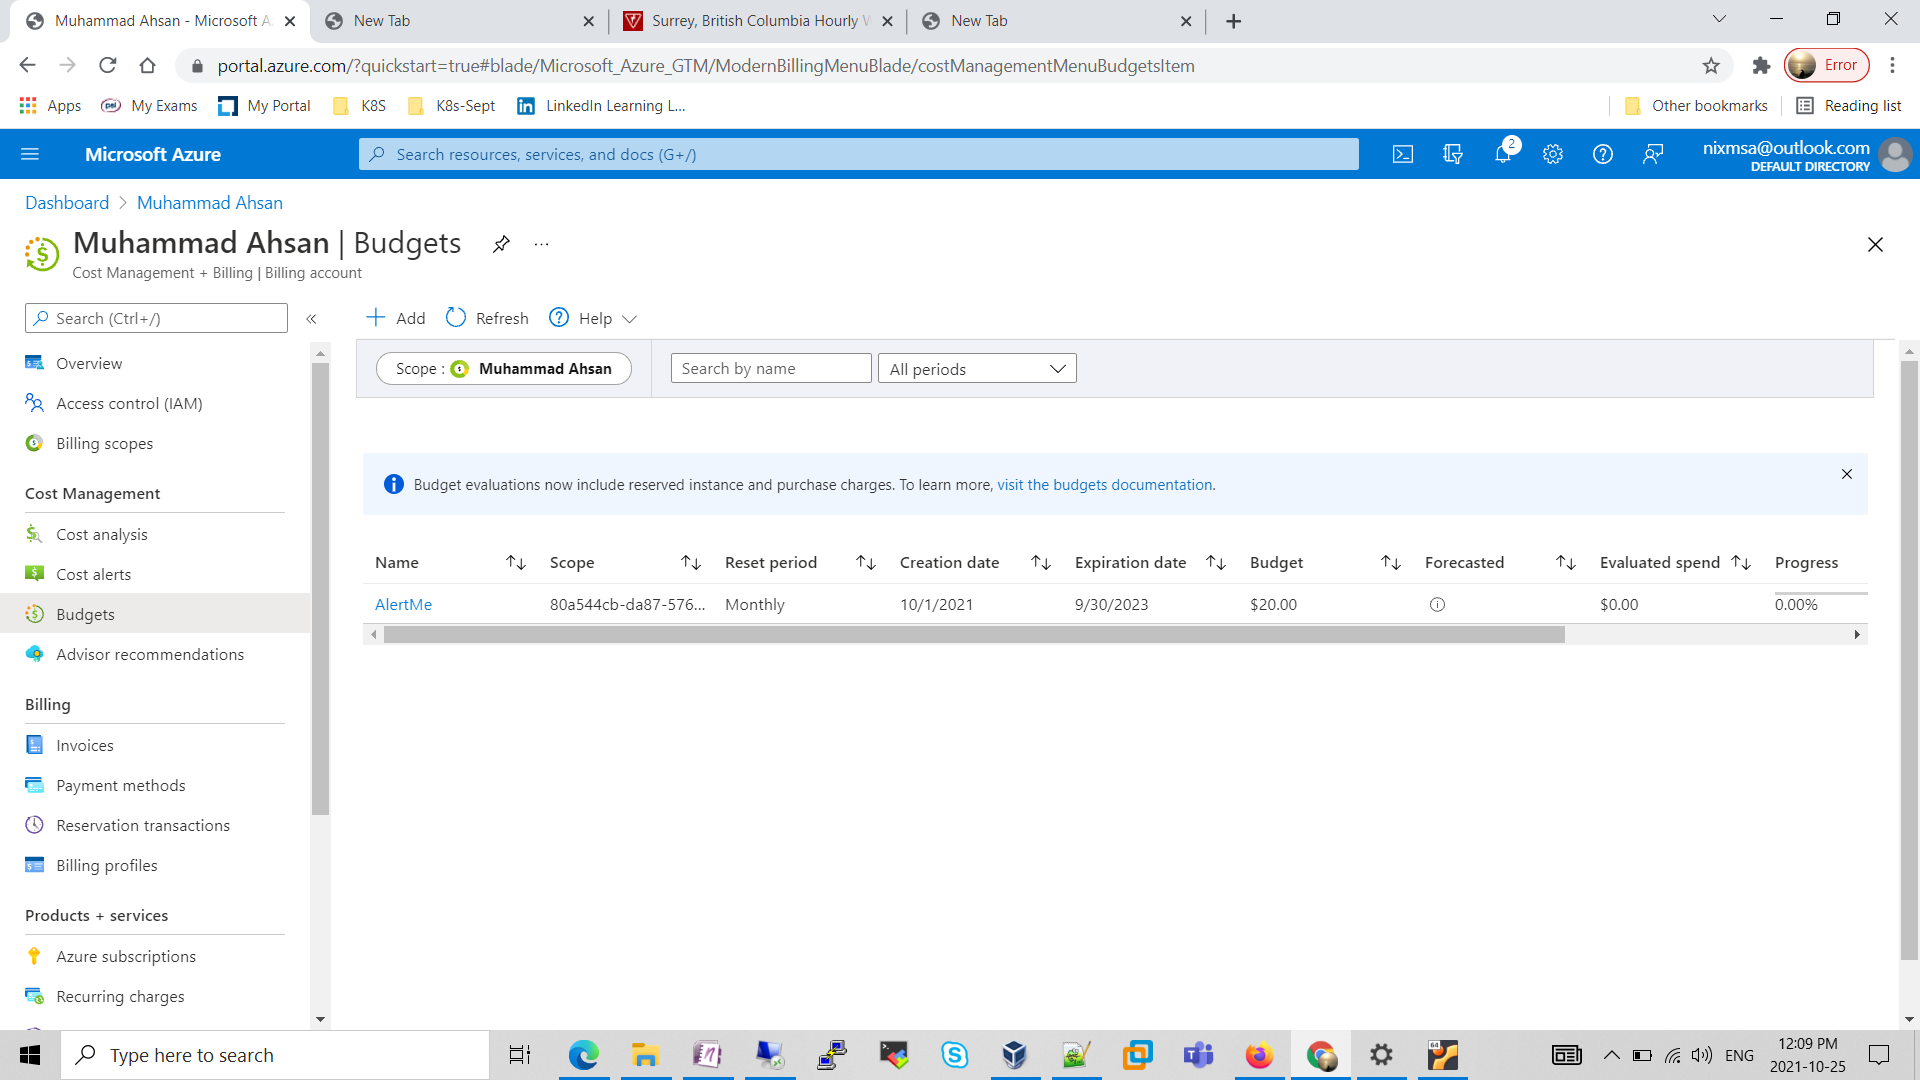 Muhammad Ahsan - Microsoft A
New Tab
Surrey, British Columbia Hourly W
New Tab
portal.azure.com/?quickstart=true#blade/Microsoft_Azure_GTM/ModernBillingMenuBlade/costManagementMenuBudgetsItem
Error
Apps
psi
My Exams
My Portal
K8S
K8s-Sept
in
LinkedIn Learning L...
Other bookmarks
Reading list
Microsoft Azure
Search resources, services, and docs (G+/)
2
nixmsa@outlook.com
DEFAULT DIRECTORY
Dashboard > Muhammad Ahsan
Muhammad Ahsan | Budgets
...
Cost Management + Billing | Billing account
Search (Ctrl+/)
«
Add
Refresh
Help
Scope : Muhammad Ahsan
Search by name
All periods
Overview
Access control (IAM)
Billing scopes
Cost Management
Cost analysis
Cost alerts
Budgets
Advisor recommendations
Billing
Invoices
Payment methods
Reservation transactions
Billing profiles
Products + services
Azure subscriptions
Recurring charges
Budget evaluations now include reserved instance and purchase charges. To learn more, visit the budgets documentation.
Name Scope Reset period Creation date Expiration date Budget Forecasted Evaluated spend Progress
AlertMe 80a544cb-da87-576... Monthly 10/1/2021 9/30/2023 $20.00 $0.00 0.00%
Type here to search
64
ENG
12:09 PM
2021-10-25